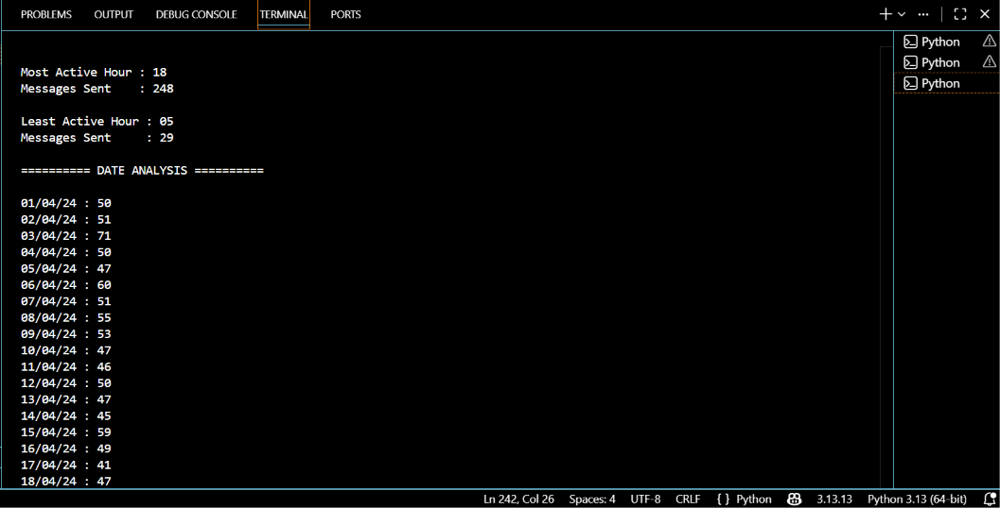 PROBLEMS OUTPUT DEBUG CONSOLE TERMINAL PORTS
Python
Python
Python
Most Active Hour : 18
Messages Sent    : 248
Least Active Hour : 05
Messages Sent     : 29
========== DATE ANALYSIS ==========
01/04/24 : 50
02/04/24 : 51
03/04/24 : 71
04/04/24 : 50
05/04/24 : 47
06/04/24 : 60
07/04/24 : 51
08/04/24 : 55
09/04/24 : 53
10/04/24 : 47
11/04/24 : 46
12/04/24 : 50
13/04/24 : 47
14/04/24 : 45
15/04/24 : 59
16/04/24 : 49
17/04/24 : 41
18/04/24 : 47
Ln 242, Col 26 Spaces: 4 UTF-8 CRLF { } Python 3.13.13 Python 3.13 (64-bit)